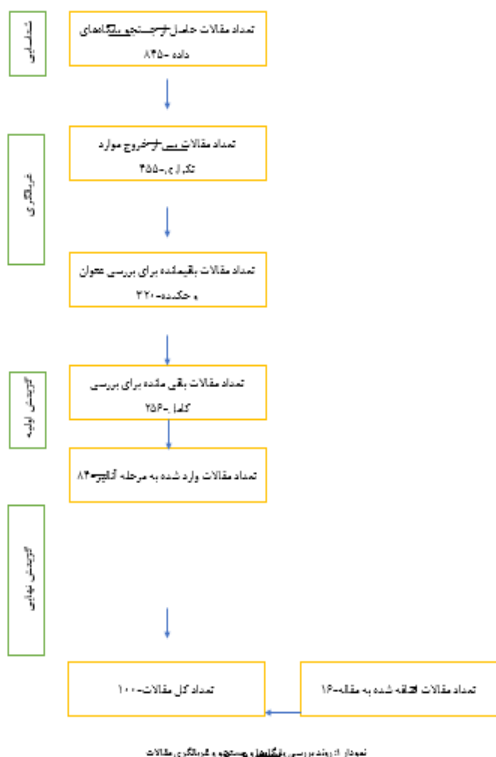 شناسایی
تعداد مقالات حاصل از جستجو پایگاه‌های
داده-۸۴۵
غربالگری
تعداد مقالات پس از خروج موارد
تکراری-۴۵۵
تعداد مقالات باقیمانده برای بررسی عنوان
و چکیده-۳۲۰
گزینش اولیه
تعداد مقالات باقی مانده برای بررسی
کامل-۲۵۶
تعداد مقالات وارد شده به مرحله آنالیز-۸۴
گزینش نهایی
تعداد مقالات اضافه شده به مقاله-۱۶
تعداد کل مقالات-۱۰۰
نمودار از روند بررسی پایگاهها و جستجو و غربالگری مقالات